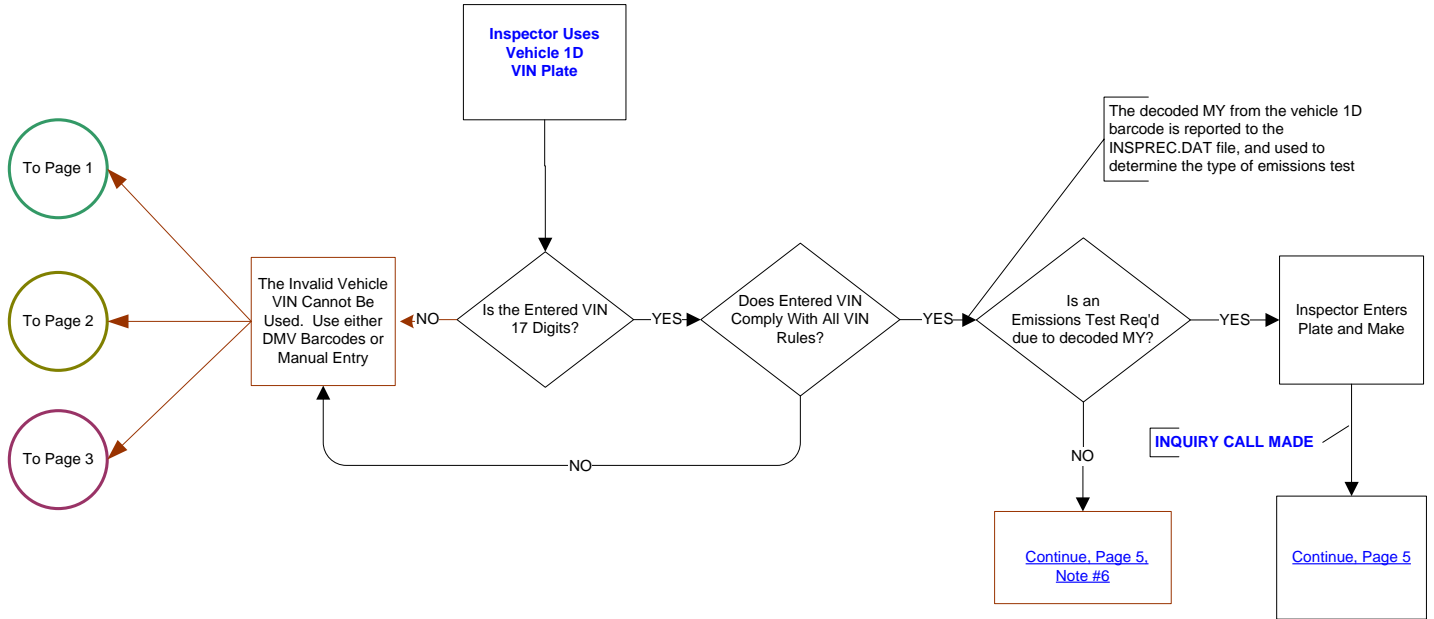 Inspector Uses
Vehicle 1D
VIN Plate
The decoded MY from the vehicle 1D
barcode is reported to the
INSPREC.DAT file, and used to
determine the type of emissions test
To Page 1
To Page 2
To Page 3
The Invalid Vehicle
VIN Cannot Be
Used. Use either
DMV Barcodes or
Manual Entry
NO
Is the Entered VIN
17 Digits?
YES
Does Entered VIN
Comply With All VIN
Rules?
YES
Is an
Emissions Test Req'd
due to decoded MY?
YES
Inspector Enters
Plate and Make
NO
NO
INQUIRY CALL MADE
Continue, Page 5,
Note #6
Continue, Page 5